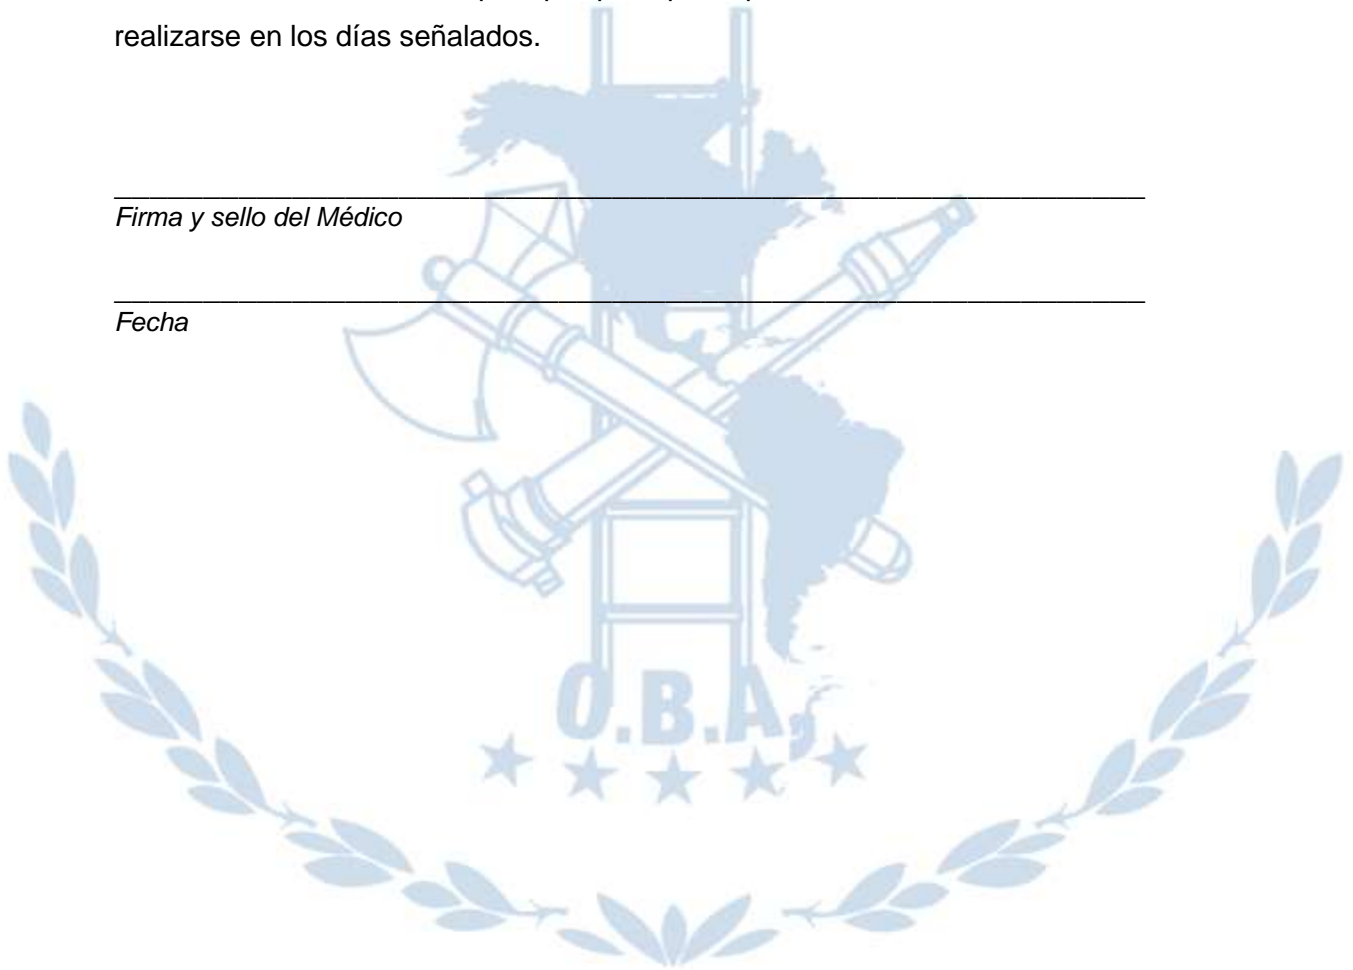 realizarse en los días señalados.
Firma y sello del Médico
Fecha
O.B.A,